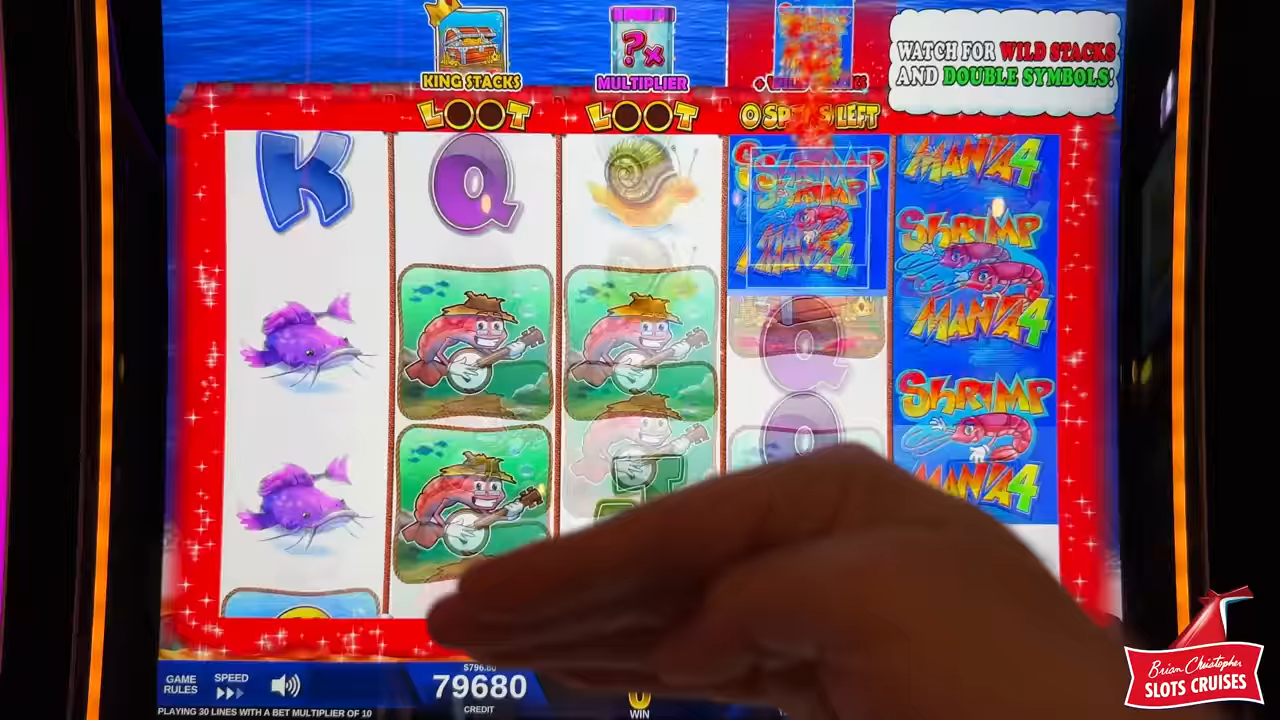 KING STACKS
?x
MULTIPLIER
WATCH FOR WILD STACKS
AND DOUBLE SYMBOLS!
LOOT
LOOT
0 SPINS LEFT
K
Q
SHRIMP
MANIA 4
MANIA 4
SHRIMP
MANIA 4
Q
Q
SHRIMP
MANIA 4
GAME
RULES
SPEED
$796.80
79680
CREDIT
0
WIN
PLAYING 30 LINES WITH A BET MULTIPLIER OF 10
Brian Christopher
SLOTS CRUISES